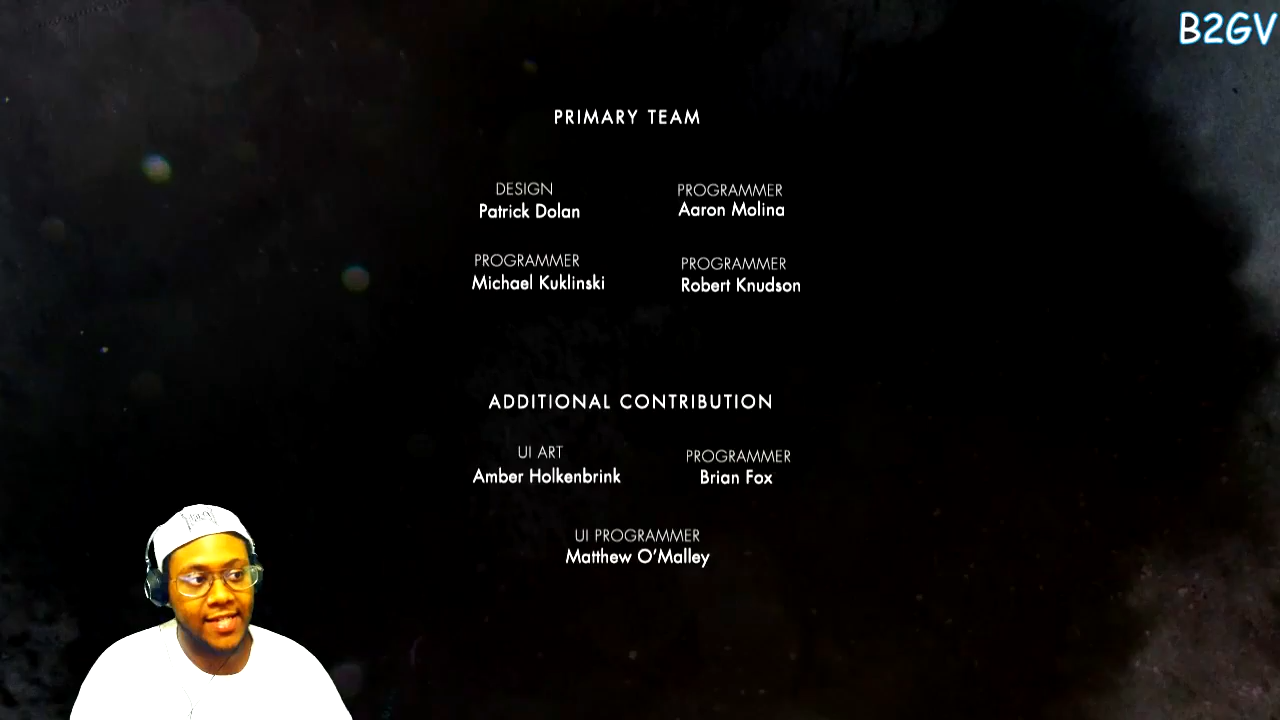 B2GV
PRIMARY TEAM
DESIGN
Patrick Dolan
PROGRAMMER
Aaron Molina
PROGRAMMER
Michael Kuklinski
PROGRAMMER
Robert Knudson
ADDITIONAL CONTRIBUTION
UI ART
Amber Holkenbrink
PROGRAMMER
Brian Fox
UI PROGRAMMER
Matthew O’Malley